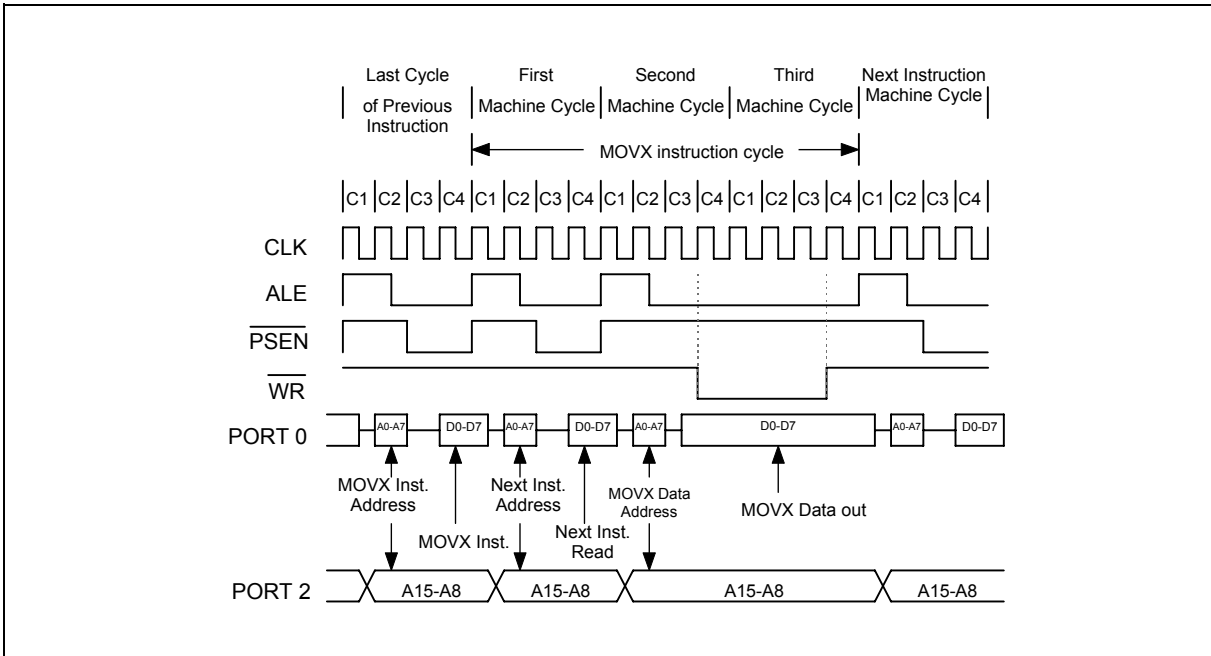 Last Cycle
of Previous
Instruction
First
Machine Cycle
Second
Machine Cycle
Third
Machine Cycle
Next Instruction
Machine Cycle
MOVX instruction cycle
C1 C2 C3 C4 C1 C2 C3 C4 C1 C2 C3 C4 C1 C2 C3 C4 C1 C2 C3 C4
CLK
ALE
PSEN
WR
PORT 0
A0-A7 D0-D7 A0-A7 D0-D7 A0-A7 D0-D7 A0-A7 D0-D7
MOVX Inst.
Address
MOVX Inst.
Next Inst.
Address
Next Inst.
Read
MOVX Data
Address
MOVX Data out
PORT 2
A15-A8 A15-A8 A15-A8 A15-A8